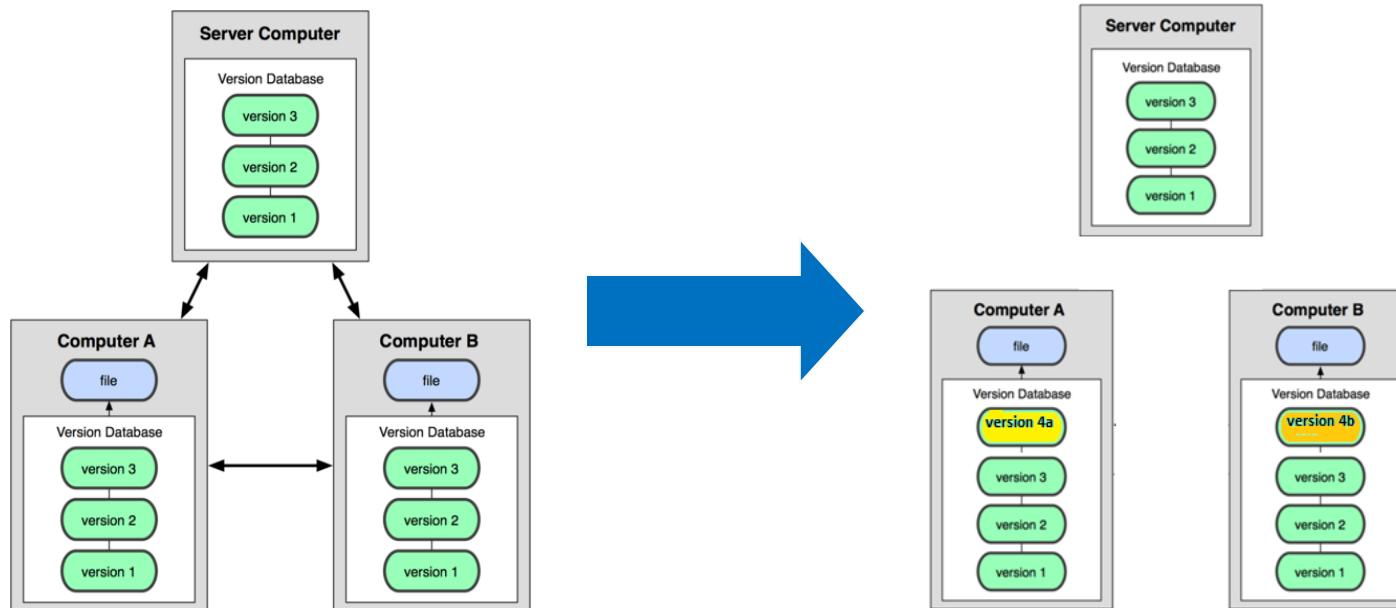 Server Computer
Version Database
version 3
version 2
version 1
Computer A
file
Version Database
version 3
version 2
version 1
Computer B
file
Version Database
version 3
version 2
version 1
Server Computer
Version Database
version 3
version 2
version 1
Computer A
file
Version Database
version 4a
version 3
version 2
version 1
Computer B
file
Version Database
version 4b
version 3
version 2
version 1